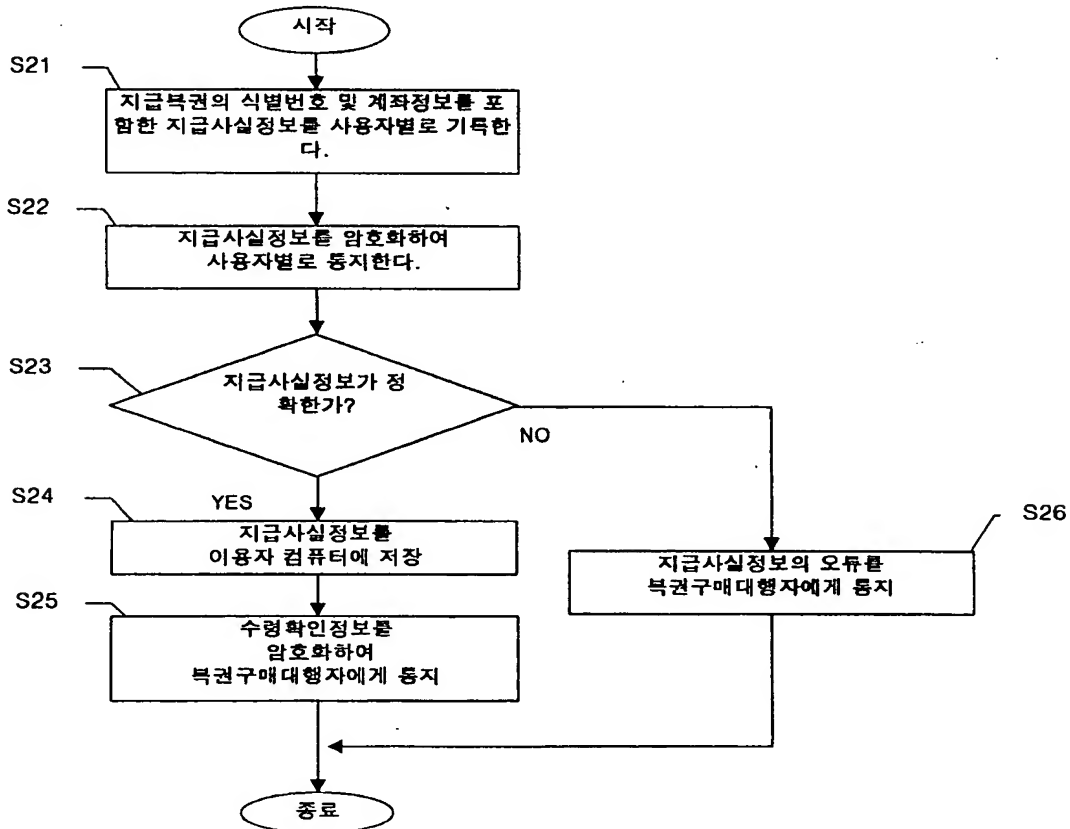 시작
S21
지급복권의 식별번호 및 계좌정보를 포
함한 지급사실정보를 사용자별로 기록한
다.
S22
지급사실정보를 암호화하여
사용자별로 통지한다.
S23
지급사실정보가 정
확한가?
NO
YES
S24
지급사실정보를
이용자 컴퓨터에 저장
S26
지급사실정보의 오류를
복권구매대행자에게 통지
S25
수령확인정보를
암호화하여
복권구매대행자에게 통지
종료